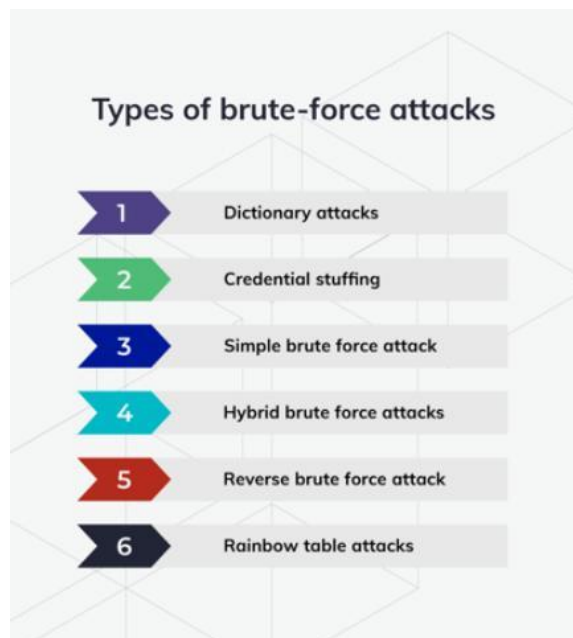 Types of brute-force attacks
1 Dictionary attacks
2 Credential stuffing
3 Simple brute force attack
4 Hybrid brute force attacks
5 Reverse brute force attack
6 Rainbow table attacks